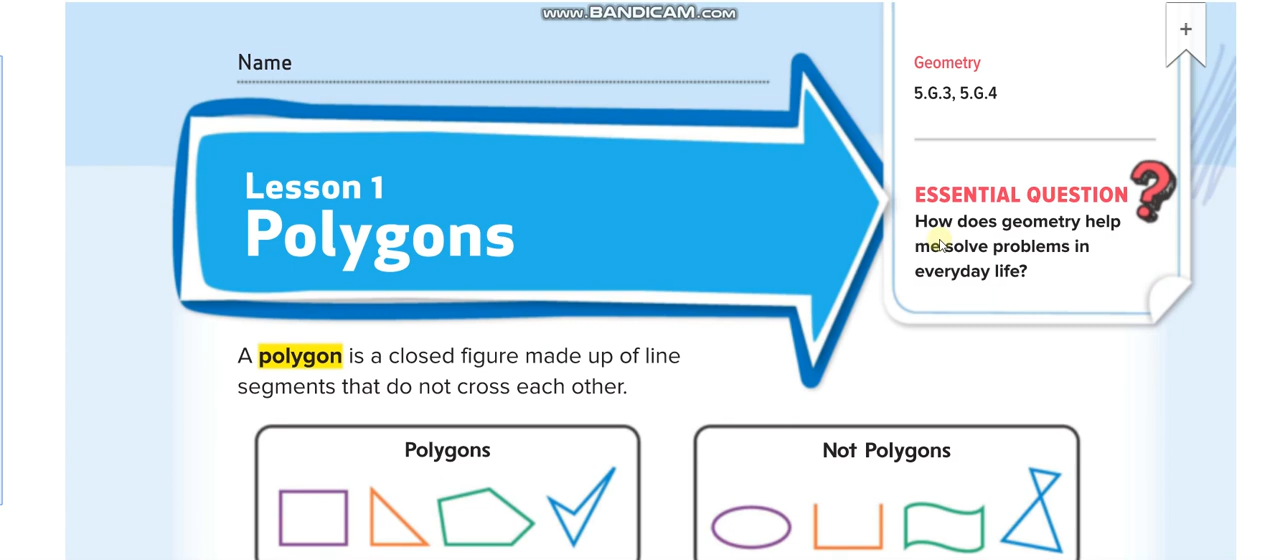 www.BANDICAM.com
Name
Geometry
5.G.3, 5.G.4
Lesson 1
Polygons
ESSENTIAL QUESTION
How does geometry help
me solve problems in
everyday life?
A polygon is a closed figure made up of line
segments that do not cross each other.
Polygons
Not Polygons